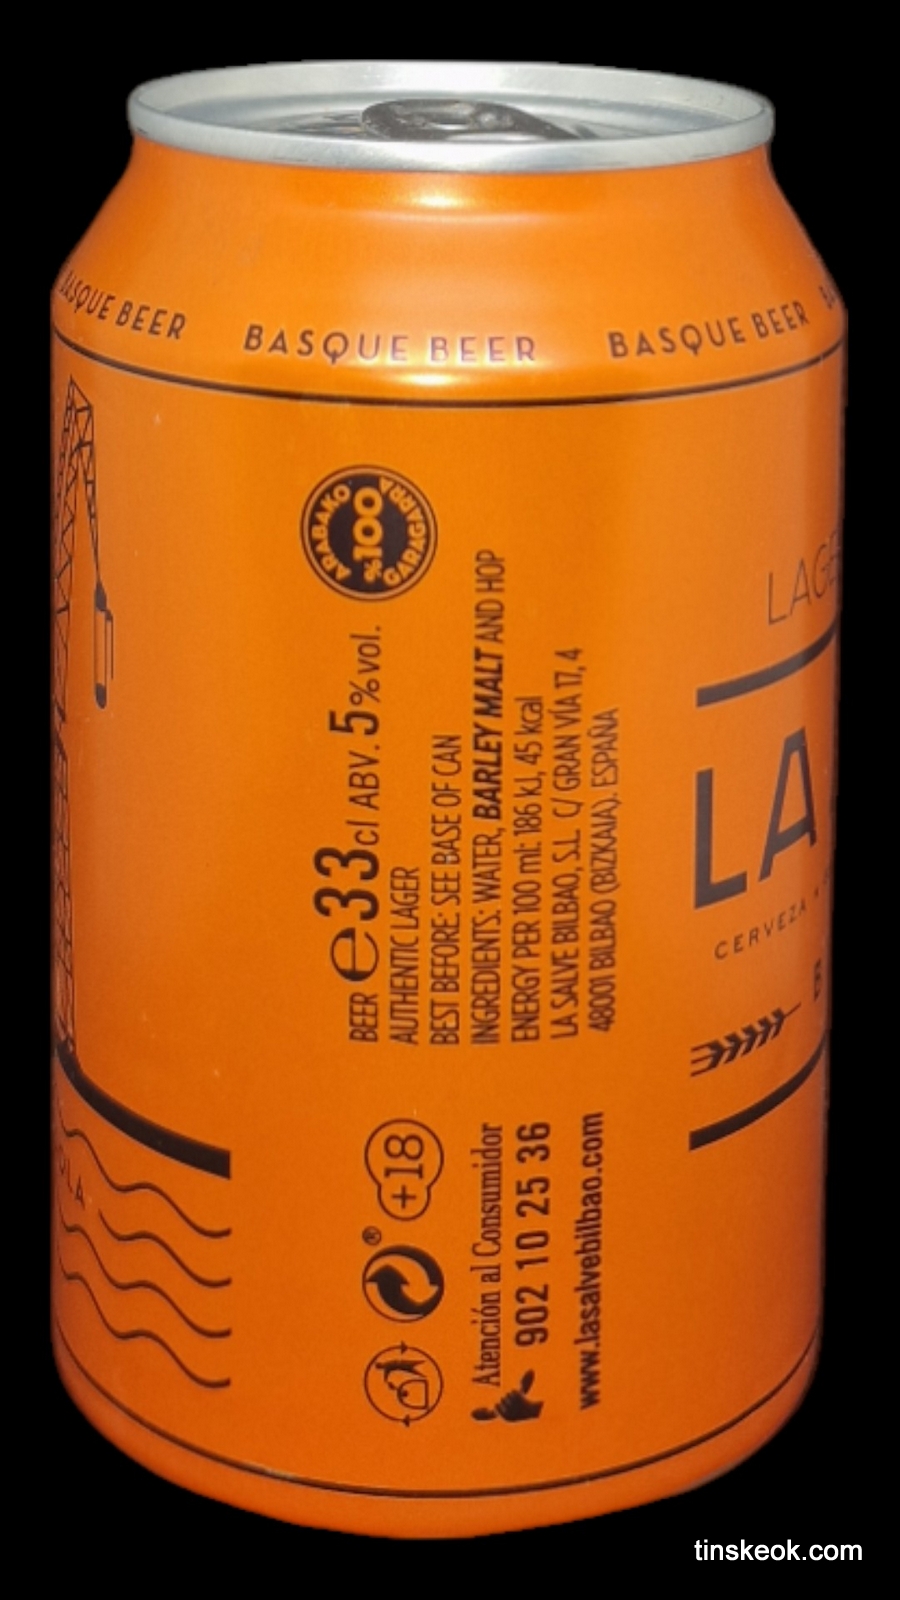 BASQUE BEER
BASQUE BEER
BASQUE BEER
ARABAKO
%100
GARAGARRA
BEER ℮33cl ABV. 5%vol.
AUTHENTIC LAGER
BEST BEFORE: SEE BASE OF CAN
INGREDIENTS: WATER, BARLEY MALT AND HOP
ENERGY PER 100 ml: 186 kJ, 45 kcal
LA SALVE BILBAO, S.L. C/ GRAN VÍA 17, 4
48001 BILBAO (BIZKAIA). ESPAÑA
® +18
Atención al Consumidor
902 10 25 36
www.lasalvebilbao.com
LAGER
LA
CERVEZA
B
tinskeok.com